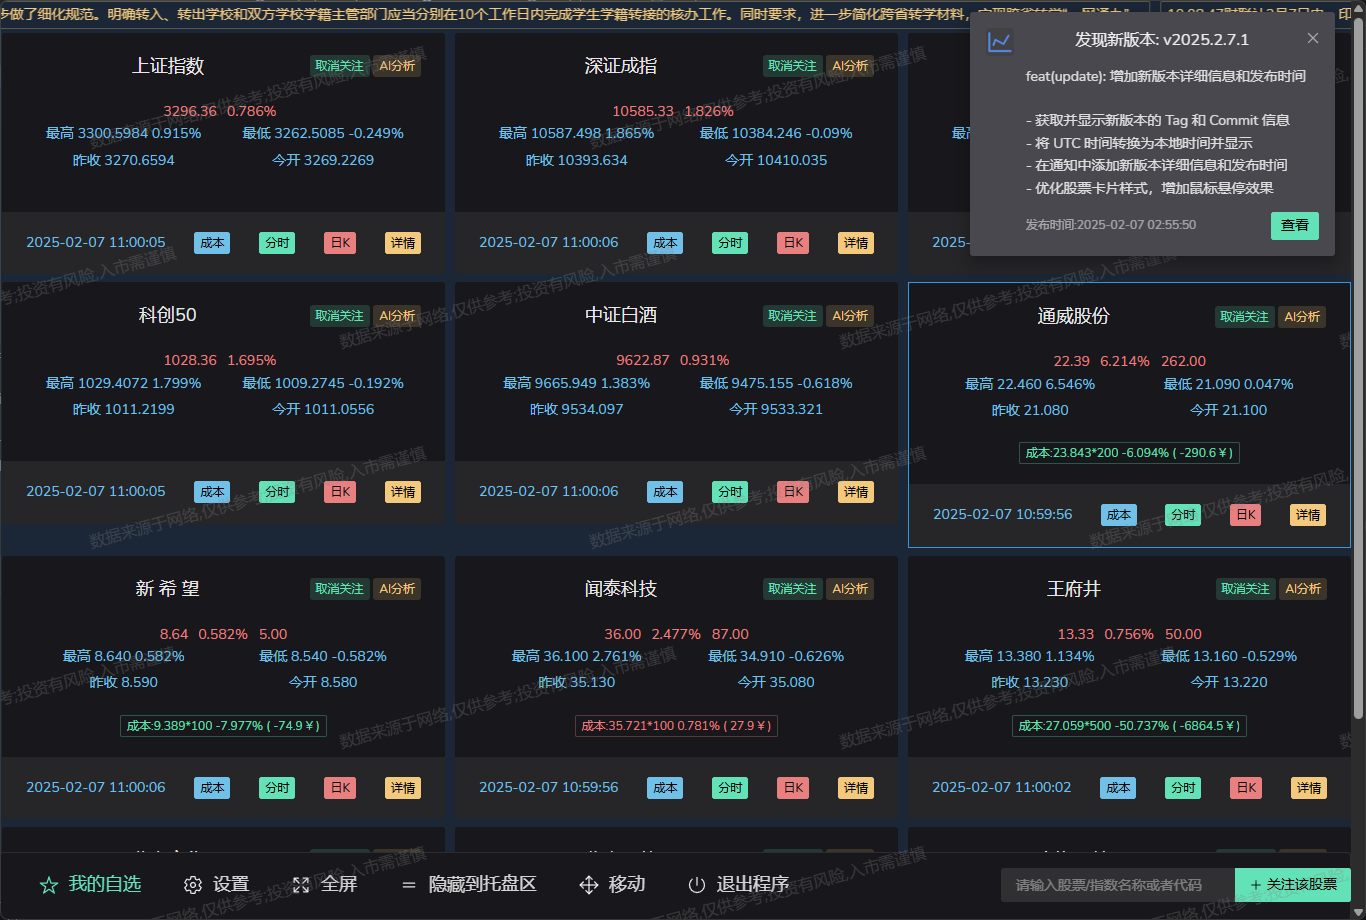 步做了细化规范。明确转入、转出学校和双方学校学籍主管部门应当分别在10个工作日内完成学生学籍转接的核办工作。同时要求，进一步简化跨省转学材料，
发现新版本: v2025.2.7.1
feat(update): 增加新版本详细信息和发布时间
- 获取并显示新版本的 Tag 和 Commit 信息
- 将 UTC 时间转换为本地时间并显示
- 在通知中添加新版本详细信息和发布时间
- 优化股票卡片样式，增加鼠标悬停效果
发布时间:2025-02-07 02:55:50 查看
上证指数 取消关注 AI分析
3296.36 0.786%
最高 3300.5984 0.915% 最低 3262.5085 -0.249%
昨收 3270.6594 今开 3269.2269
2025-02-07 11:00:05 成本 分时 日K 详情
深证成指 取消关注 AI分析
10585.33 1.826%
最高 10587.498 1.865% 最低 10384.246 -0.09%
昨收 10393.634 今开 10410.035
2025-02-07 11:00:06 成本 分时 日K 详情
2025-
科创50 取消关注 AI分析
1028.36 1.695%
最高 1029.4072 1.799% 最低 1009.2745 -0.192%
昨收 1011.2199 今开 1011.0556
2025-02-07 11:00:05 成本 分时 日K 详情
中证白酒 取消关注 AI分析
9622.87 0.931%
最高 9665.949 1.383% 最低 9475.155 -0.618%
昨收 9534.097 今开 9533.321
2025-02-07 11:00:06 成本 分时 日K 详情
通威股份 取消关注 AI分析
22.39 6.214% 262.00
最高 22.460 6.546% 最低 21.090 0.047%
昨收 21.080 今开 21.100
成本:23.843*200 -6.094% ( -290.6 ¥ )
2025-02-07 10:59:56 成本 分时 日K 详情
新 希 望 取消关注 AI分析
8.64 0.582% 5.00
最高 8.640 0.582% 最低 8.540 -0.582%
昨收 8.590 今开 8.580
成本:9.389*100 -7.977% ( -74.9 ¥ )
2025-02-07 11:00:06 成本 分时 日K 详情
闻泰科技 取消关注 AI分析
36.00 2.477% 87.00
最高 36.100 2.761% 最低 34.910 -0.626%
昨收 35.130 今开 35.080
成本:35.721*100 0.781% ( 27.9 ¥ )
2025-02-07 10:59:56 成本 分时 日K 详情
王府井 取消关注 AI分析
13.33 0.756% 50.00
最高 13.380 1.134% 最低 13.160 -0.529%
昨收 13.230 今开 13.220
成本:27.059*500 -50.737% ( -6864.5 ¥ )
2025-02-07 11:00:02 成本 分时 日K 详情
数据来源于网络,仅供参考;投资有风险,入市需谨慎
我的自选 设置 全屏 隐藏到托盘区 移动 退出程序 请输入股票/指数名称或者代码 关注该股票